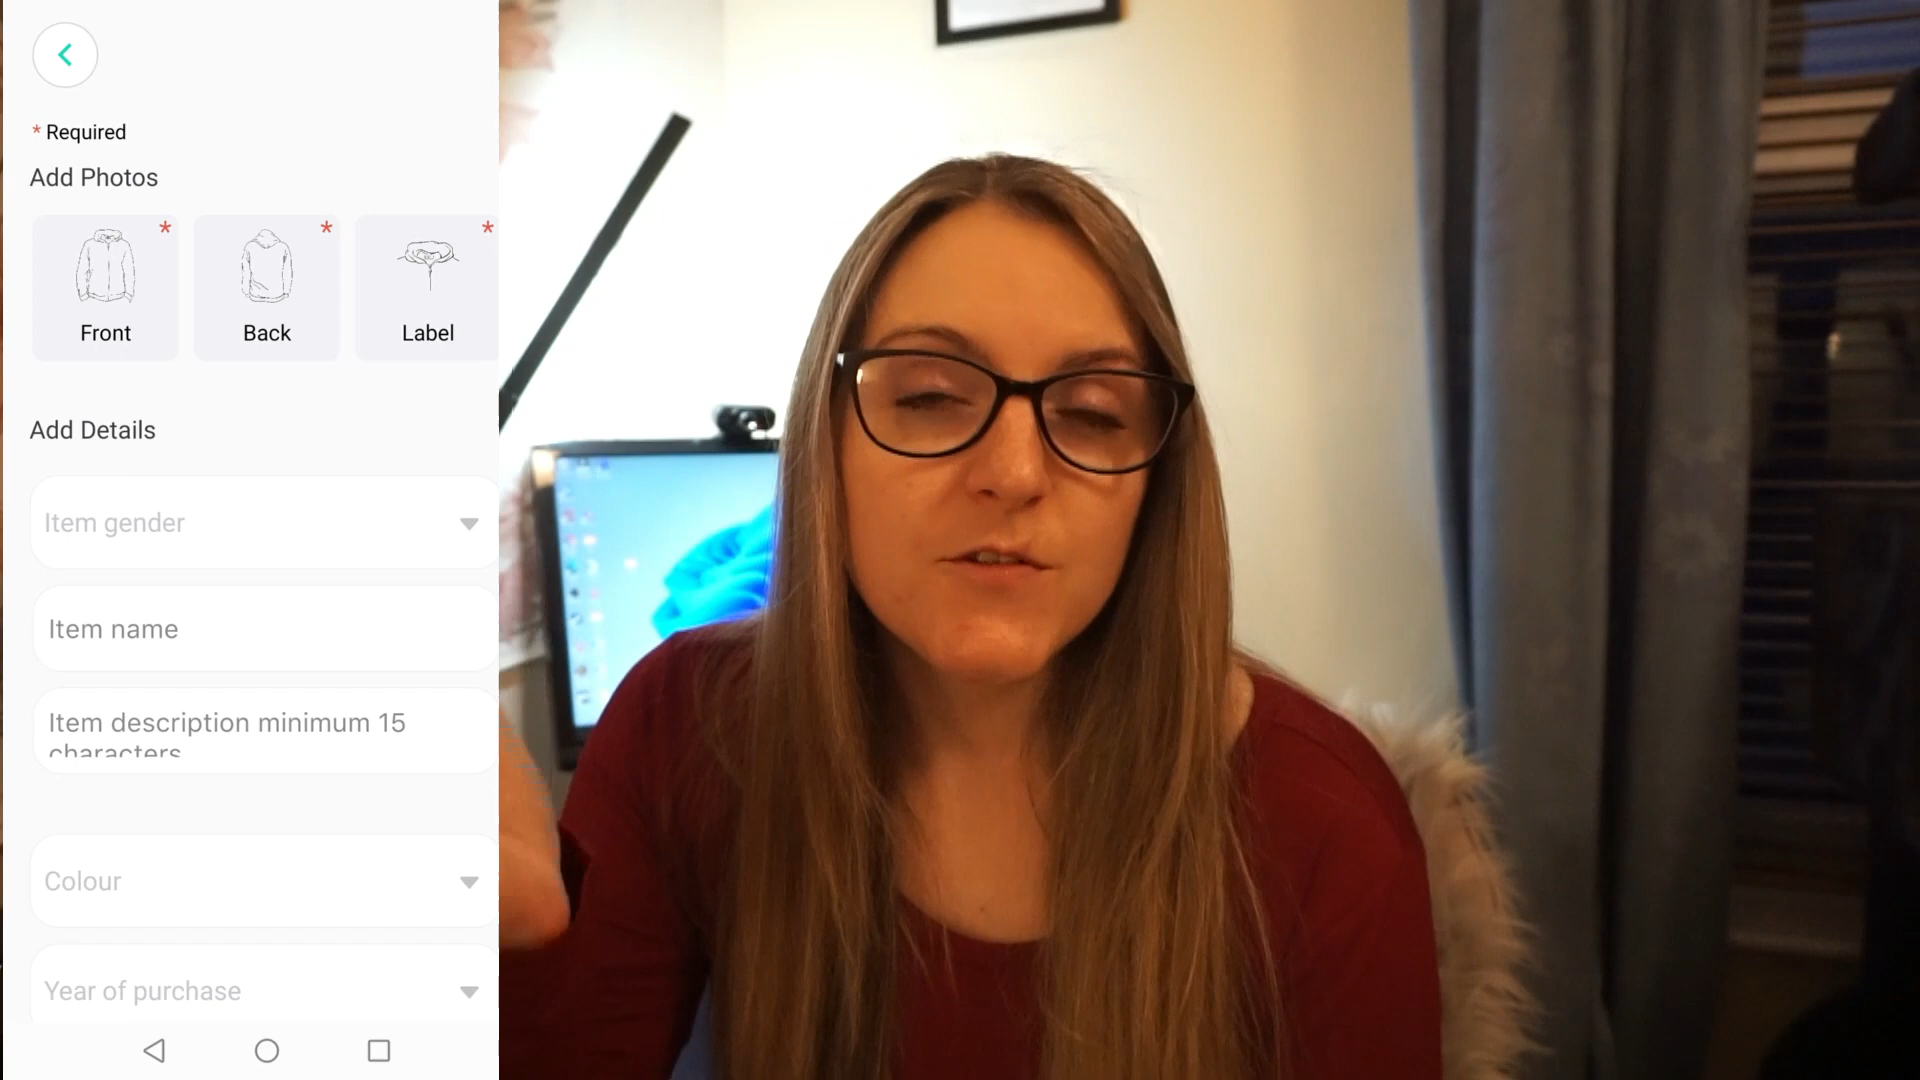 * Required
Add Photos
*
*
*
Front
Back
Label
Add Details
Item gender
Item name
Item description minimum 15
characters
Colour
Year of purchase